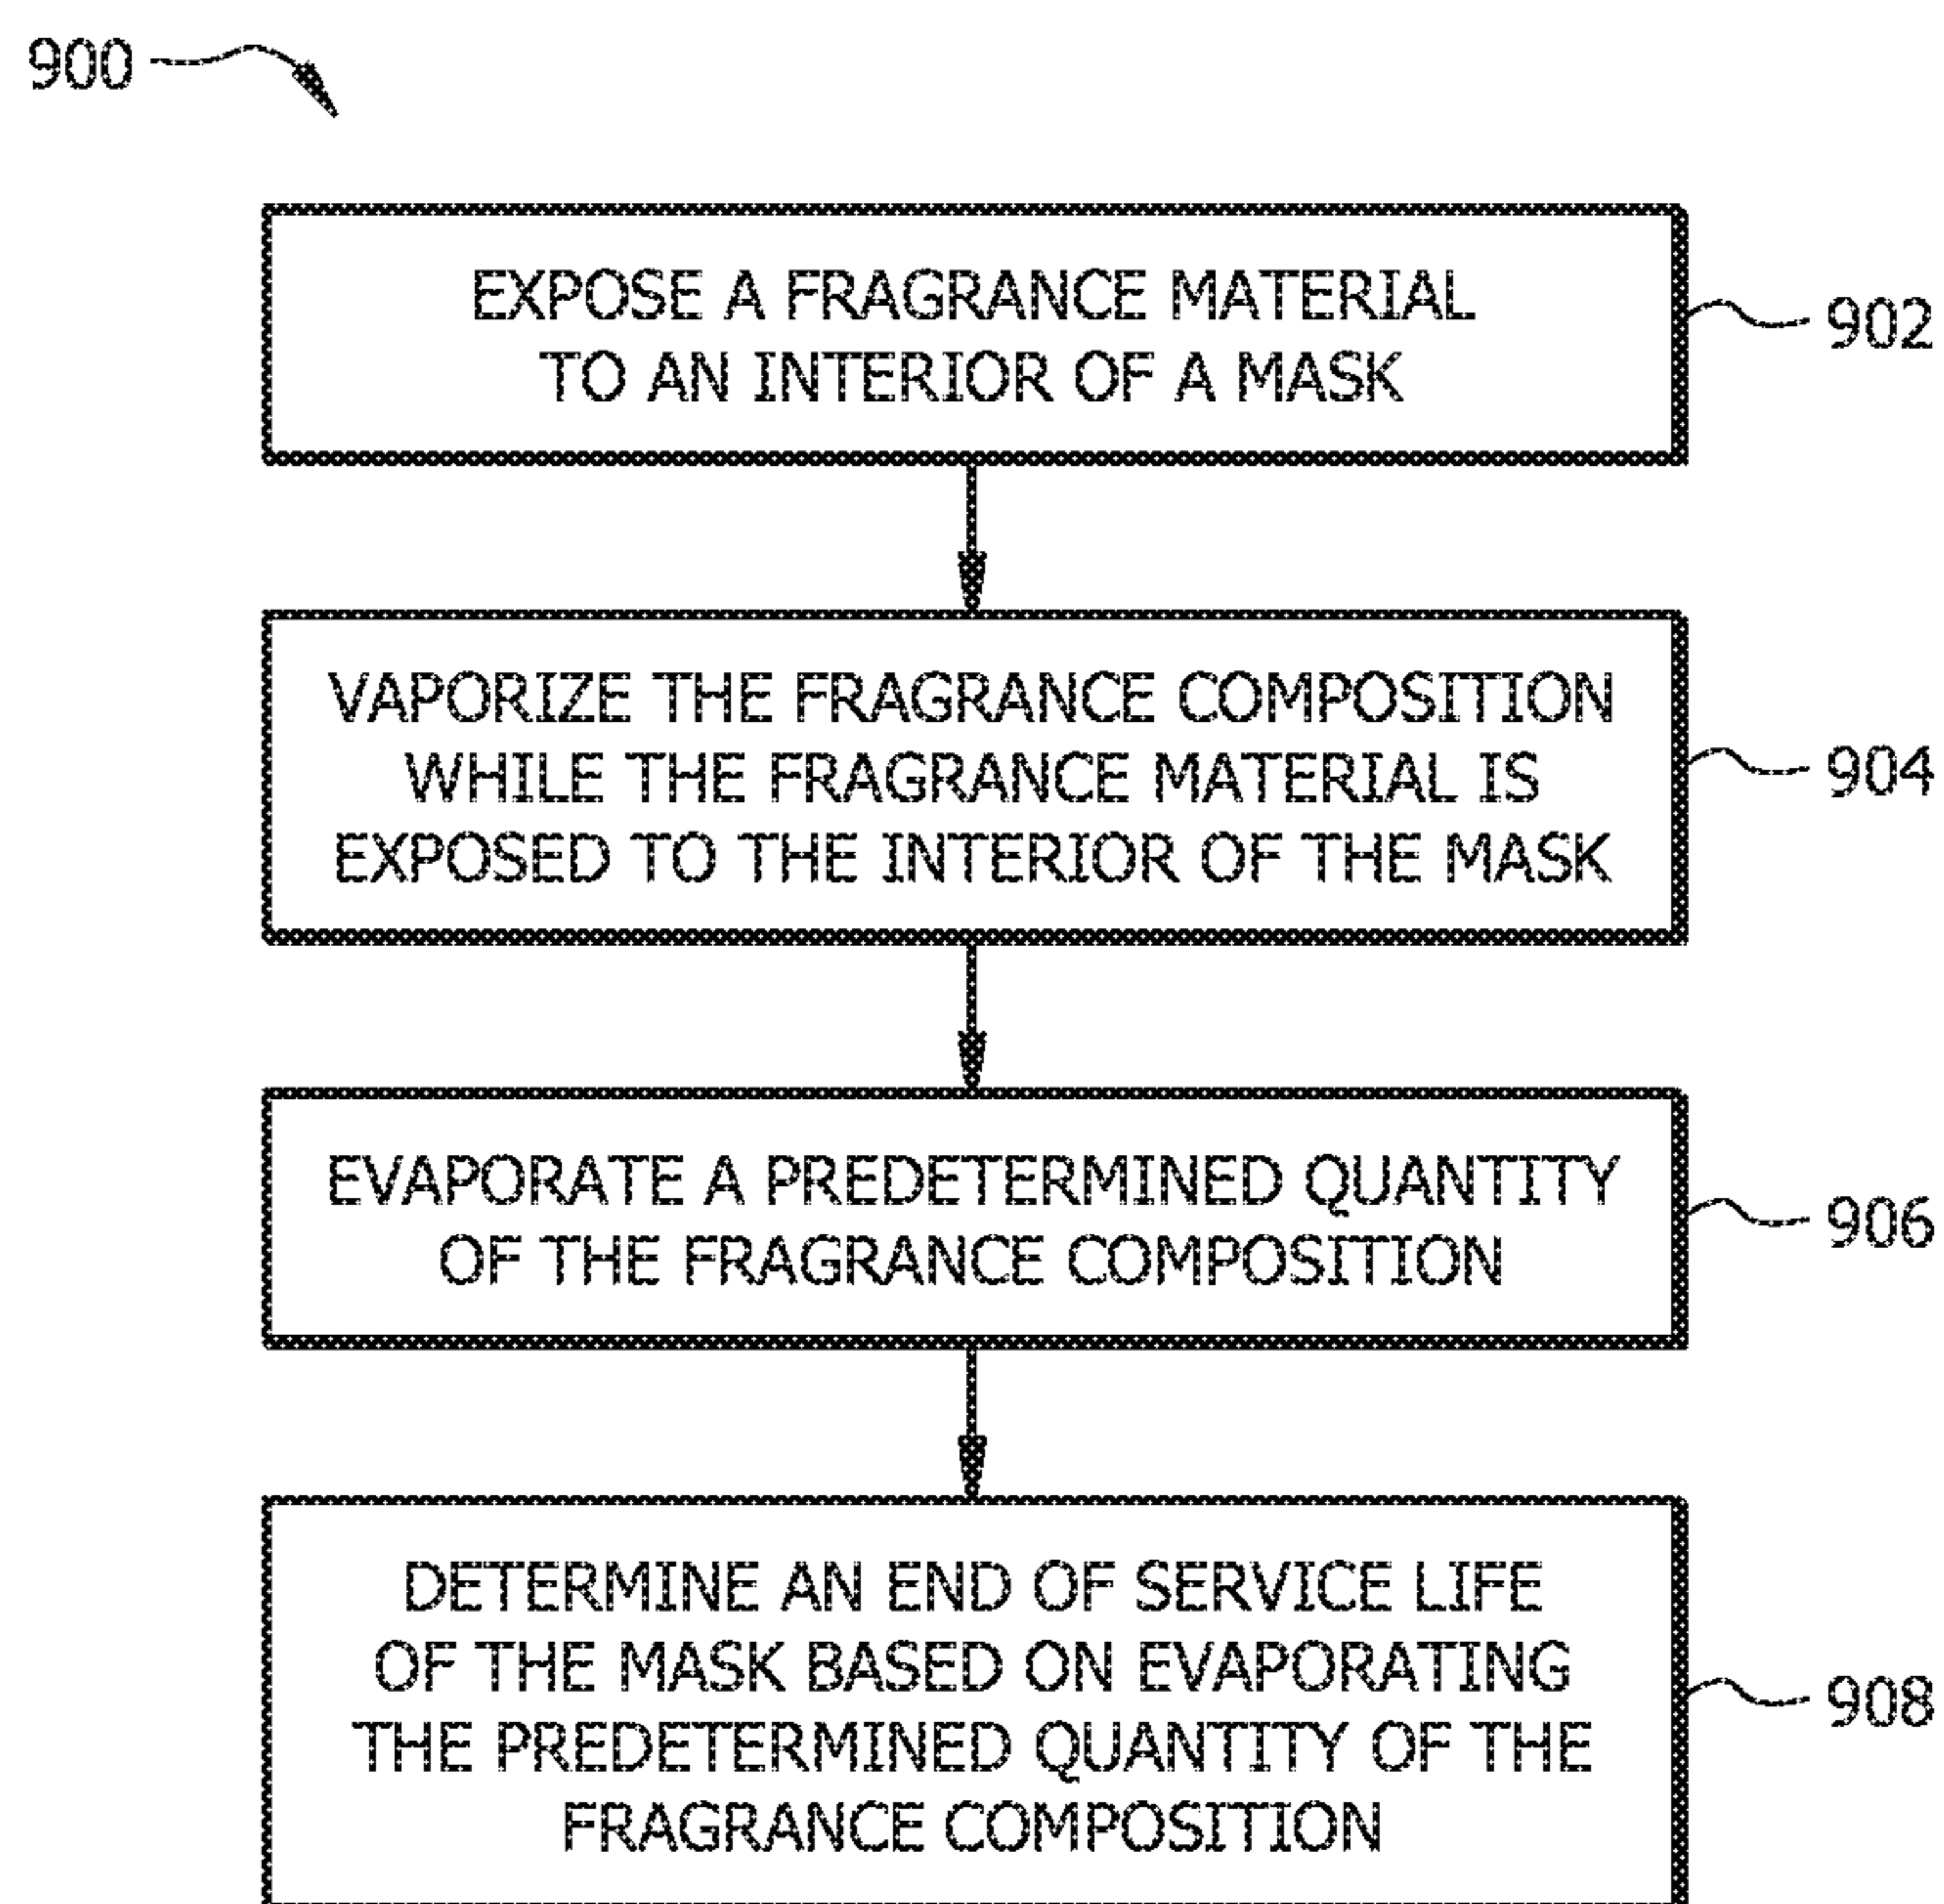 900
EXPOSE A FRAGRANCE MATERIAL
TO AN INTERIOR OF A MASK
902
VAPORIZE THE FRAGRANCE COMPOSITION
WHILE THE FRAGRANCE MATERIAL IS
EXPOSED TO THE INTERIOR OF THE MASK
904
EVAPORATE A PREDETERMINED QUANTITY
OF THE FRAGRANCE COMPOSITION
906
DETERMINE AN END OF SERVICE LIFE
OF THE MASK BASED ON EVAPORATING
THE PREDETERMINED QUANTITY OF THE
FRAGRANCE COMPOSITION
908